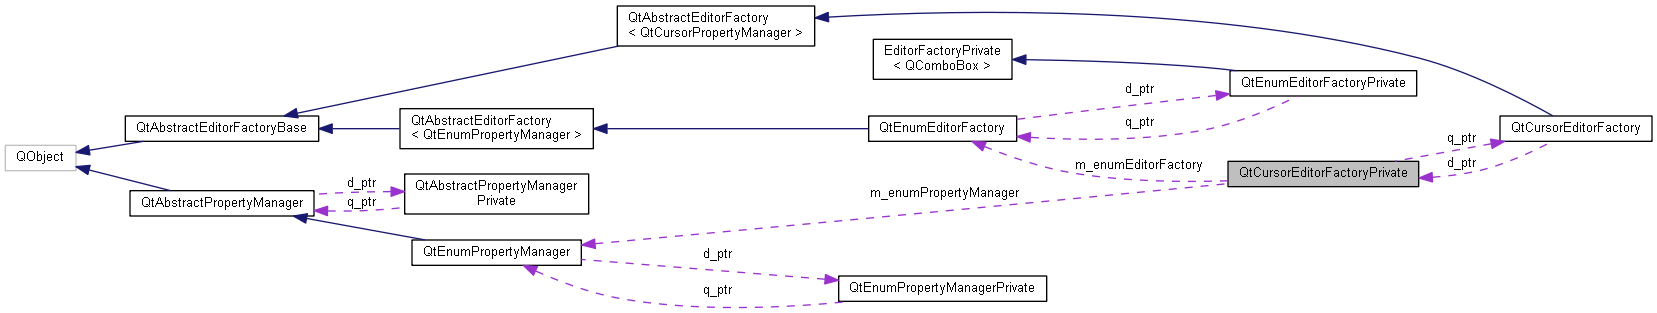 QtAbstractEditorFactory
< QtCursorPropertyManager >
EditorFactoryPrivate
< QComboBox >
QtEnumEditorFactoryPrivate
d_ptr
q_ptr
QtAbstractEditorFactoryBase
QtAbstractEditorFactory
< QtEnumPropertyManager >
QtEnumEditorFactory
QtCursorEditorFactory
q_ptr
d_ptr
QObject
m_enumEditorFactory
QtCursorEditorFactoryPrivate
QtAbstractPropertyManager
d_ptr
q_ptr
QtAbstractPropertyManager
Private
m_enumPropertyManager
QtEnumPropertyManager
d_ptr
q_ptr
QtEnumPropertyManagerPrivate